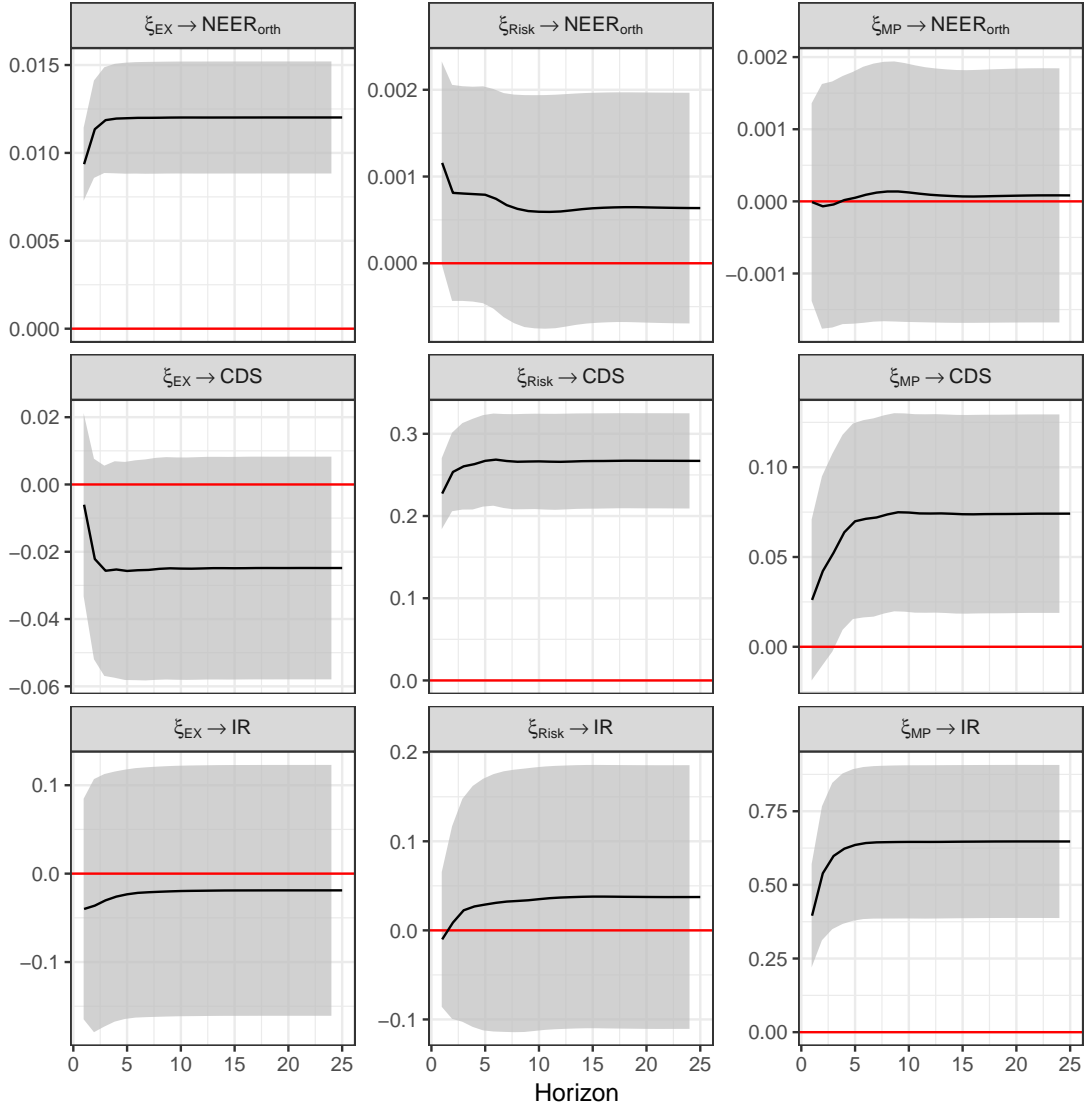 ξEX → NEERorth
ξRisk → NEERorth
ξMP → NEERorth
0.015
0.010
0.005
0.000
0.002
0.001
0.000
0.002
0.001
0.000
−0.001
ξEX → CDS
ξRisk → CDS
ξMP → CDS
0.02
0.00
−0.02
−0.04
−0.06
0.3
0.2
0.1
0.0
0.10
0.05
0.00
ξEX → IR
ξRisk → IR
ξMP → IR
0.1
0.0
−0.1
0.2
0.1
0.0
−0.1
0.75
0.50
0.25
0.00
0 5 10 15 20 25
0 5 10 15 20 25
0 5 10 15 20 25
Horizon